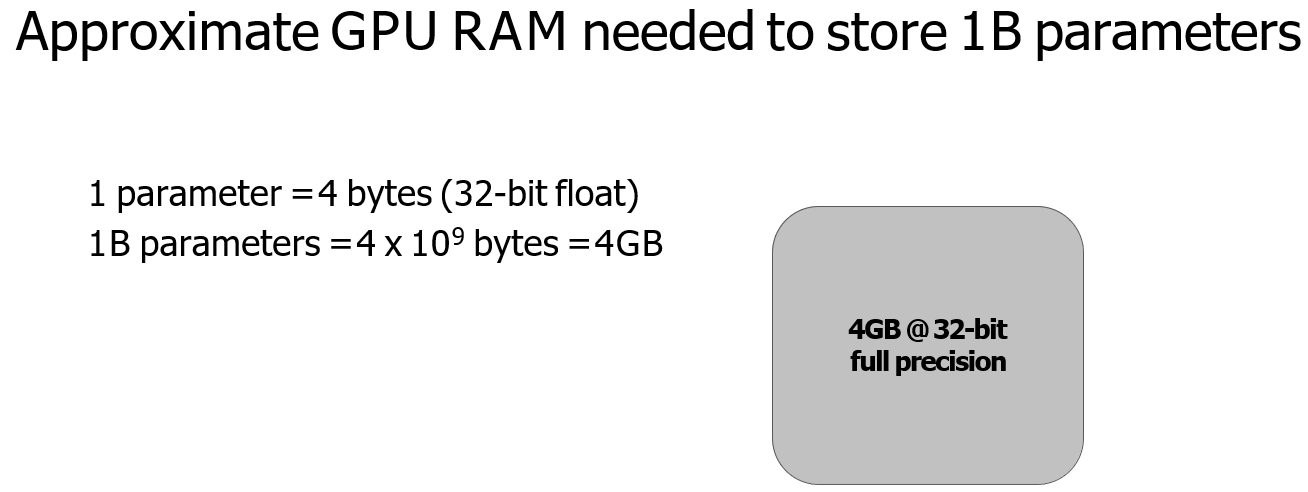 Approximate GPU RAM needed to store 1B parameters
1 parameter = 4 bytes (32-bit float)
1B parameters = 4 x 10⁹ bytes = 4GB
4GB @ 32-bit
full precision